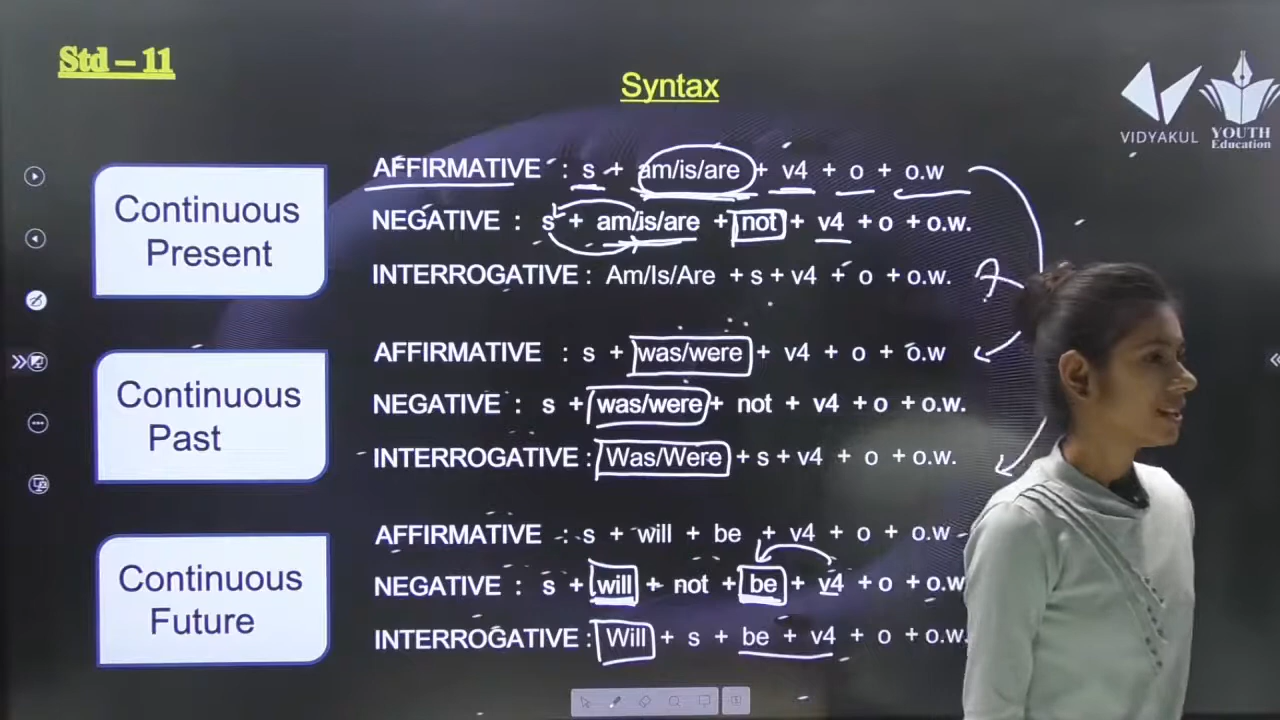 Std – 11
Syntax
VIDYAKUL
YOUTH
Education
Continuous
Present
AFFIRMATIVE : s + am/is/are + v4 + o + o.w
NEGATIVE : s + am/is/are + not + v4 + o + o.w.
INTERROGATIVE : Am/Is/Are + s + v4 + o + o.w.
Continuous
Past
AFFIRMATIVE : s + was/were + v4 + o + o.w
NEGATIVE : s + was/were + not + v4 + o + o.w.
INTERROGATIVE : Was/Were + s + v4 + o + o.w.
Continuous
Future
AFFIRMATIVE : s + will + be + v4 + o + o.w
NEGATIVE : s + will + not + be + v4 + o + o.w
INTERROGATIVE : Will + s + be + v4 + o + o.w.